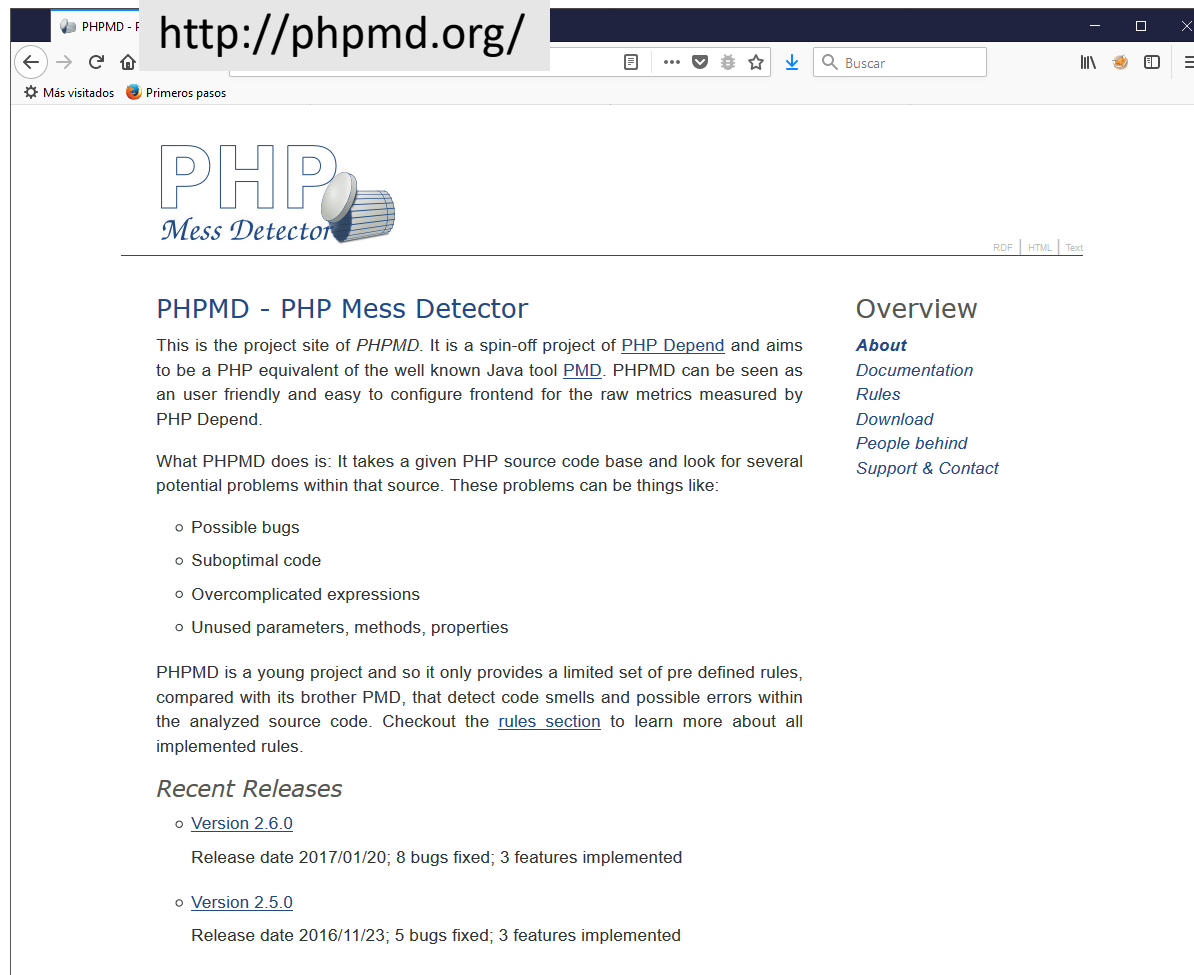 PHPMD - P
http://phpmd.org/
Buscar
Más visitados
Primeros pasos
PHP
Mess Detector
RDF | HTML | Text
PHPMD - PHP Mess Detector
This is the project site of PHPMD. It is a spin-off project of PHP Depend and aims
to be a PHP equivalent of the well known Java tool PMD. PHPMD can be seen as
an user friendly and easy to configure frontend for the raw metrics measured by
PHP Depend.
What PHPMD does is: It takes a given PHP source code base and look for several
potential problems within that source. These problems can be things like:
Possible bugs
Suboptimal code
Overcomplicated expressions
Unused parameters, methods, properties
PHPMD is a young project and so it only provides a limited set of pre defined rules,
compared with its brother PMD, that detect code smells and possible errors within
the analyzed source code. Checkout the rules section to learn more about all
implemented rules.
Recent Releases
Version 2.6.0
Release date 2017/01/20; 8 bugs fixed; 3 features implemented
Version 2.5.0
Release date 2016/11/23; 5 bugs fixed; 3 features implemented
Overview
About
Documentation
Rules
Download
People behind
Support & Contact